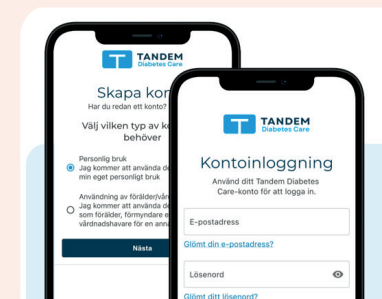 TANDEM
Diabetes Care
Skapa kon
Har du redan ett konto?
Välj vilken typ av ko
behöver
Personlig bruk
Jag kommer att använda de
min eget personligt bruk
Användning av förälder/vår
Jag kommer att använda de
som förälder, förmyndare e
vårdnadshavare för en anna
Nästa
TANDEM
Diabetes Care
Kontoinloggning
Använd ditt Tandem Diabetes
Care-konto för att logga in.
E-postadress
Glömt din e-postadress?
Lösenord
Glömt ditt lösenord?